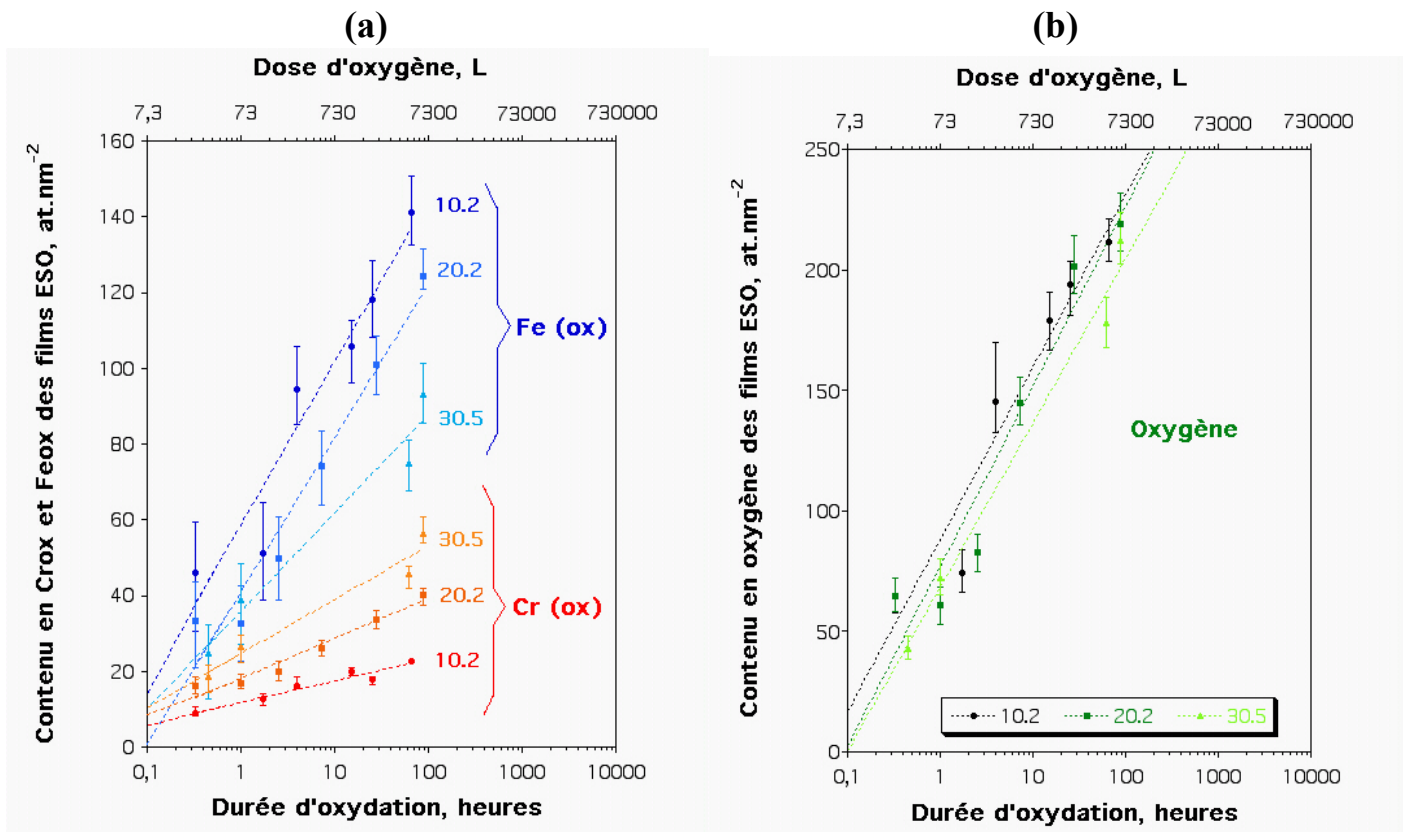 (a)
Dose d'oxygène, L
7,3 73 730 7300 73000 730000
Contenu en Crox et Feox des films ESO, at.nm-2
160
140
120
100
80
60
40
20
0
10.2
20.2
30.5
Fe (ox)
30.5
20.2
10.2
Cr (ox)
0,1 1 10 100 1000 10000
Durée d'oxydation, heures
(b)
Dose d'oxygène, L
7,3 73 730 7300 73000 730000
Contenu en oxygène des films ESO, at.nm-2
250
200
150
100
50
0
Oxygène
10.2 20.2 30.5
0,1 1 10 100 1000 10000
Durée d'oxydation, heures